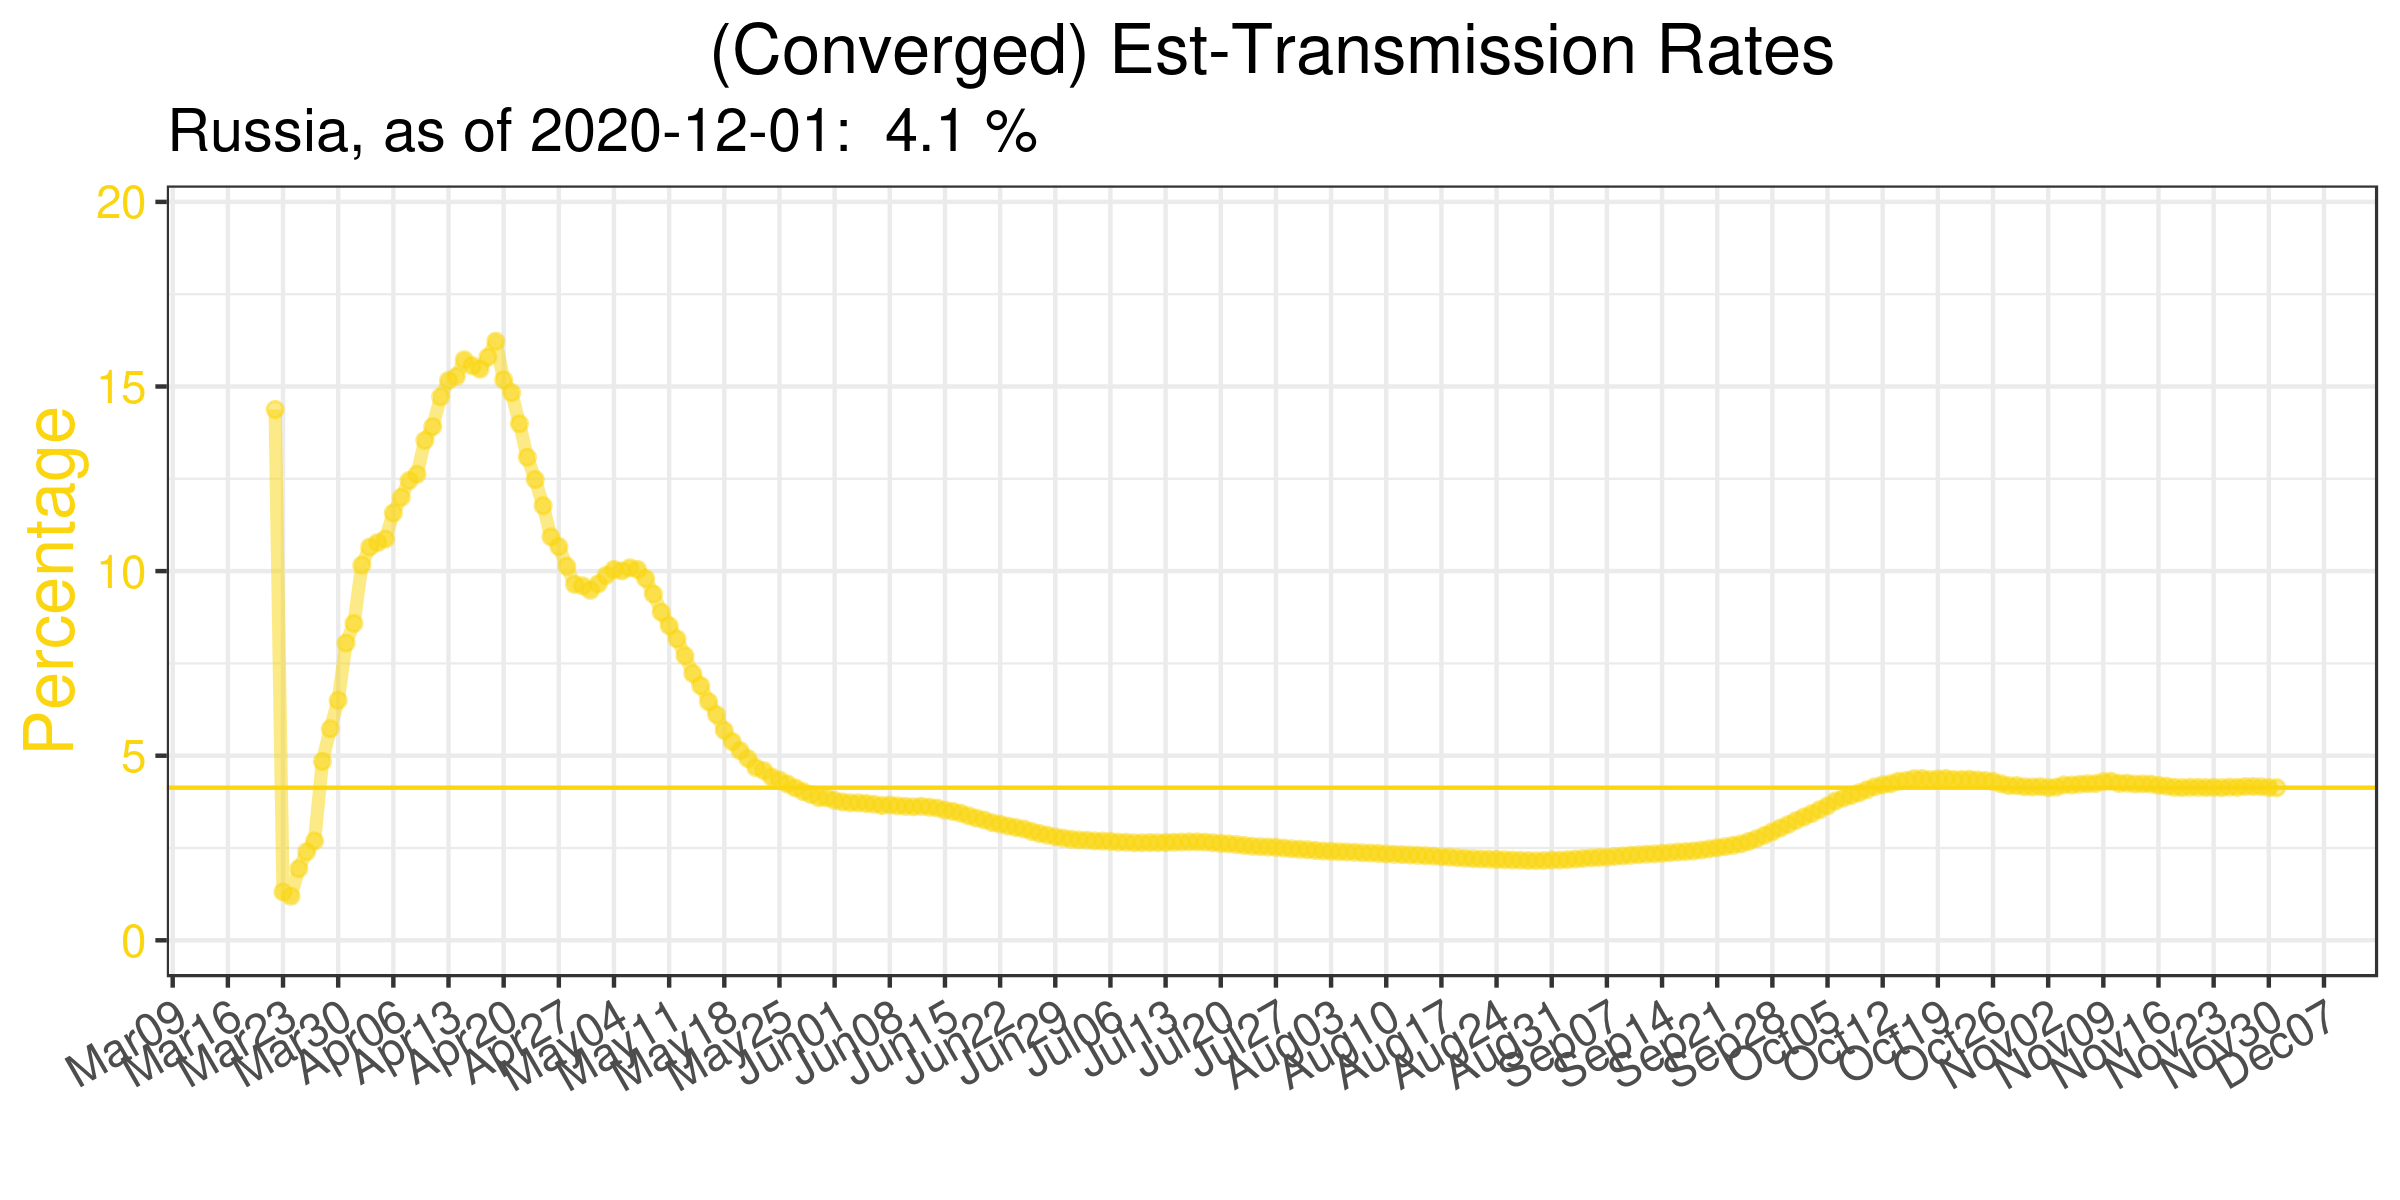 (Converged) Est-Transmission Rates
Russia, as of 2020-12-01:  4.1 %
Percentage
20
15
10
5
0
Mar09
Mar16
Mar23
Mar30
Apr06
Apr13
Apr20
Apr27
May04
May11
May18
May25
Jun01
Jun08
Jun15
Jun22
Jun29
Jul06
Jul13
Jul20
Jul27
Aug03
Aug10
Aug17
Aug24
Aug31
Sep07
Sep14
Sep21
Sep28
Oct05
Oct12
Oct19
Oct26
Nov02
Nov09
Nov16
Nov23
Nov30
Dec07